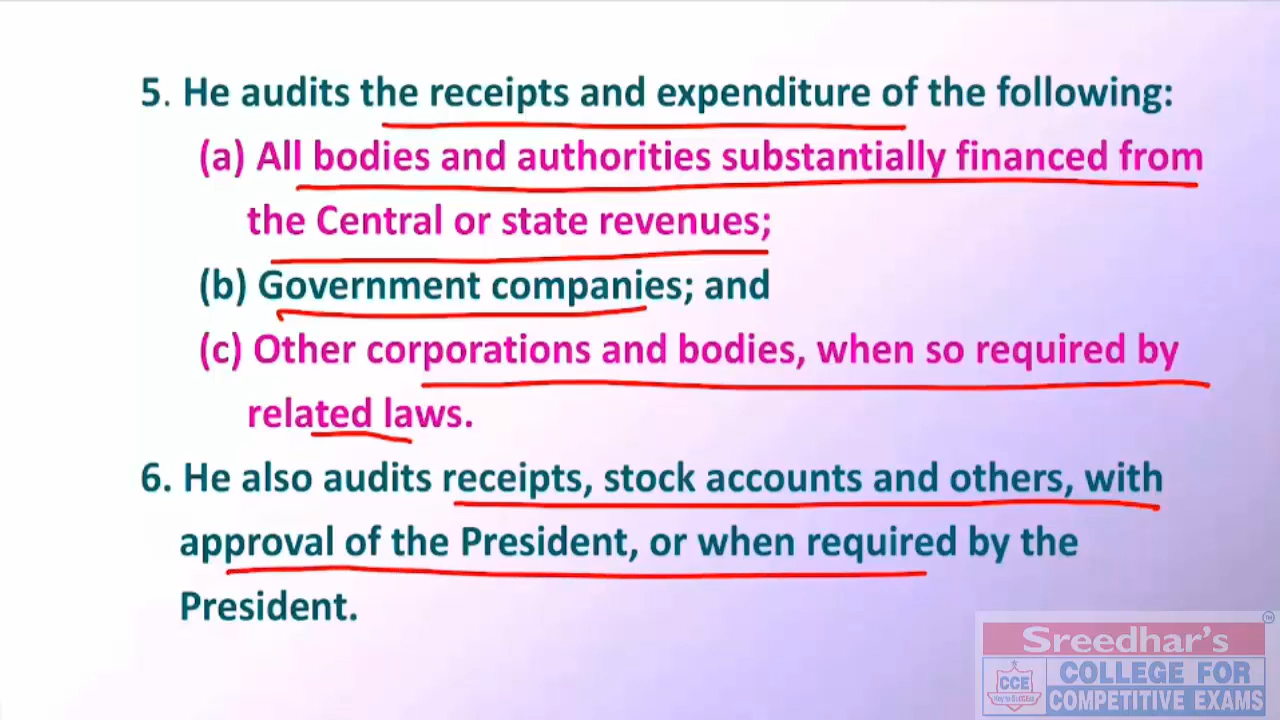 5. He audits the receipts and expenditure of the following:
(a) All bodies and authorities substantially financed from
the Central or state revenues;
(b) Government companies; and
(c) Other corporations and bodies, when so required by
related laws.
6. He also audits receipts, stock accounts and others, with
approval of the President, or when required by the
President.
TM
Sreedhar's
CCE
COLLEGE FOR
COMPETITIVE EXAMS